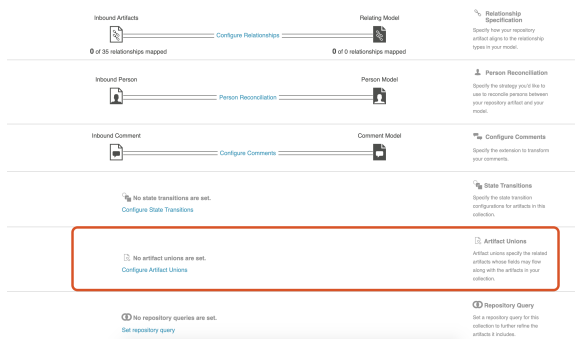 Inbound Artifacts
Relating Model
Configure Relationships
0 of 35 relationships mapped
0 of 0 relationships mapped
Relationship
Specification
Specify how your repository
artifact aligns to the relationship
types in your model.
Inbound Person
Person Model
Person Reconciliation
Person Reconciliation
Specify the strategy you'd like to
use to reconcile persons between
your repository artifact and your
model.
Inbound Comment
Comment Model
Configure Comments
Configure Comments
Specify the extension to transform
your comments.
No state transitions are set.
Configure State Transitions
State Transitions
Specify the state transition
configurations for artifacts in this
collection.
No artifact unions are set.
Configure Artifact Unions
Artifact Unions
Artifact unions specify the related
artifacts whose fields may flow
along with the artifacts in your
collection.
No repository queries are set.
Set repository query
Repository Query
Set a repository query for this
collection to further refine the
artifacts it includes.